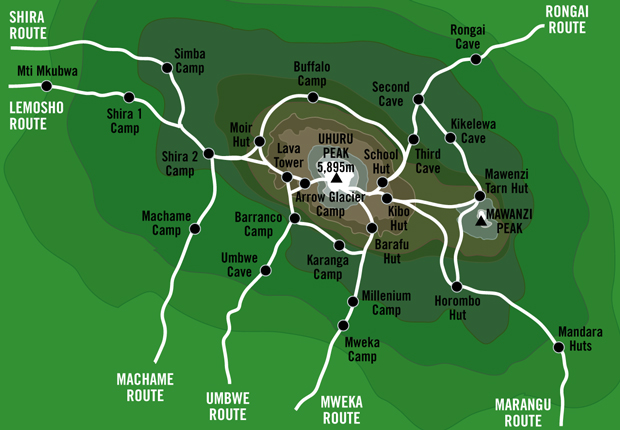 SHIRA
ROUTE
RONGAI
ROUTE
Rongai
Cave
Simba
Camp
Mti Mkubwa
Buffalo
Camp
Second
Cave
LEMOSHO
ROUTE
Shira 1
Camp
Moir
Hut
Kikelewa
Cave
UHURU
PEAK
5,895m
Lava
Tower
School
Hut
Third
Cave
Shira 2
Camp
Mawenzi
Tarn Hut
Arrow Glacier
Camp
Kibo
Hut
MAWANZI
PEAK
Machame
Camp
Barranco
Camp
Barafu
Hut
Umbwe
Cave
Karanga
Camp
Millenium
Camp
Horombo
Hut
Mweka
Camp
Mandara
Huts
MACHAME
ROUTE
UMBWE
ROUTE
MWEKA
ROUTE
MARANGU
ROUTE